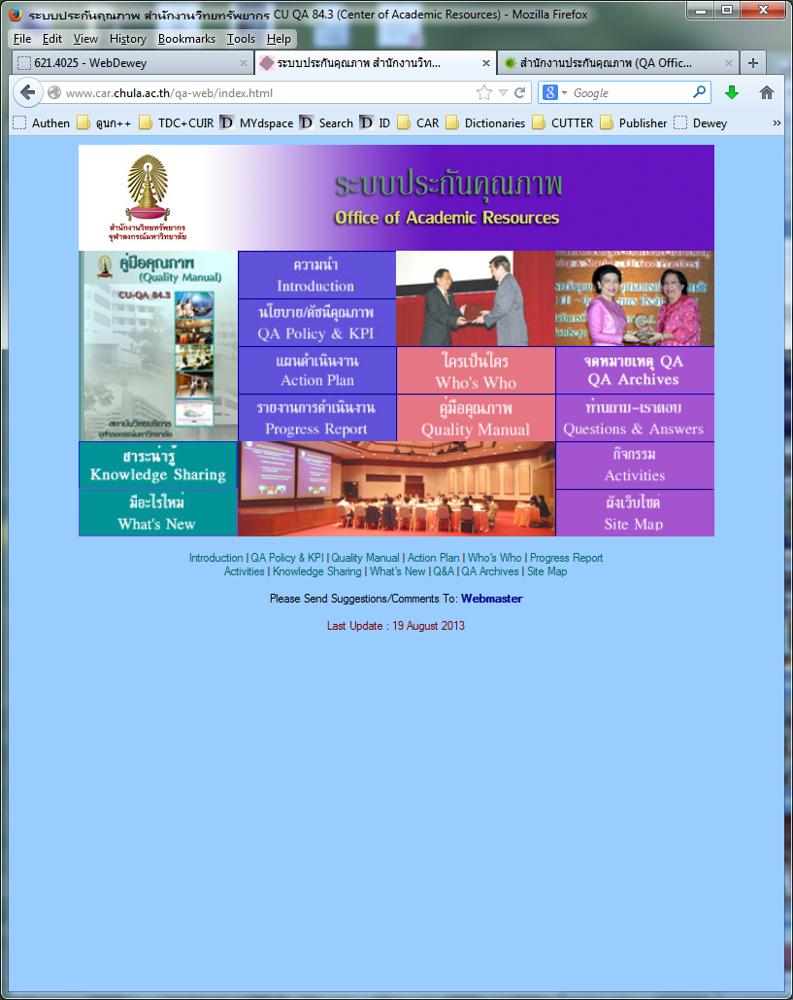 ระบบประกันคุณภาพ สำนักงานวิทยทรัพยากร CU QA 84.3 (Center of Academic Resources) - Mozilla Firefox
File Edit View History Bookmarks Tools Help
621.4025 - WebDewey
ระบบประกันคุณภาพ สำนักงานวิท...
สำนักงานประกันคุณภาพ (QA Offic...
www.car.chula.ac.th/qa-web/index.html
Google
Authen ดูนก++ TDC+CUIR MYdspace Search ID CAR Dictionaries CUTTER Publisher Dewey »
ระบบประกันคุณภาพ
Office of Academic Resources
สำนักงานวิทยทรัพยากร
จุฬาลงกรณ์มหาวิทยาลัย
คู่มือคุณภาพ
(Quality Manual)
CU-QA 84.3
สถาบันวิทยบริการ
จุฬาลงกรณ์มหาวิทยาลัย
ความนำ
Introduction
นโยบาย/ดัชนีคุณภาพ
QA Policy & KPI
แผนดำเนินงาน
Action Plan
ใครเป็นใคร
Who's Who
จดหมายเหตุ QA
QA Archives
รายงานการดำเนินงาน
Progress Report
คู่มือคุณภาพ
Quality Manual
ท่านถาม-เราตอบ
Questions & Answers
สาระน่ารู้
Knowledge Sharing
กิจกรรม
Activities
มีอะไรใหม่
What's New
ผังเว็บไซต์
Site Map
Introduction | QA Policy & KPI | Quality Manual | Action Plan | Who's Who | Progress Report
Activities | Knowledge Sharing | What's New | Q&A | QA Archives | Site Map
Please Send Suggestions/Comments To: Webmaster
Last Update : 19 August 2013